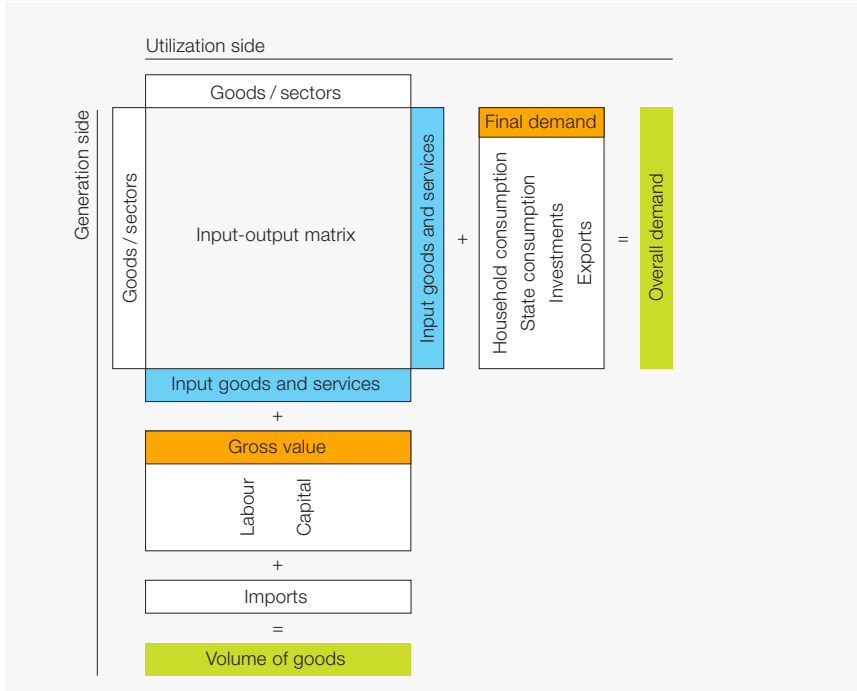 Utilization side
Generation side
Goods / sectors
Goods / sectors
Input-output matrix
Input goods and services
+
Final demand
Household consumption
State consumption
Investments
Exports
=
Overall demand
Input goods and services
+
Gross value
Labour
Capital
+
Imports
=
Volume of goods